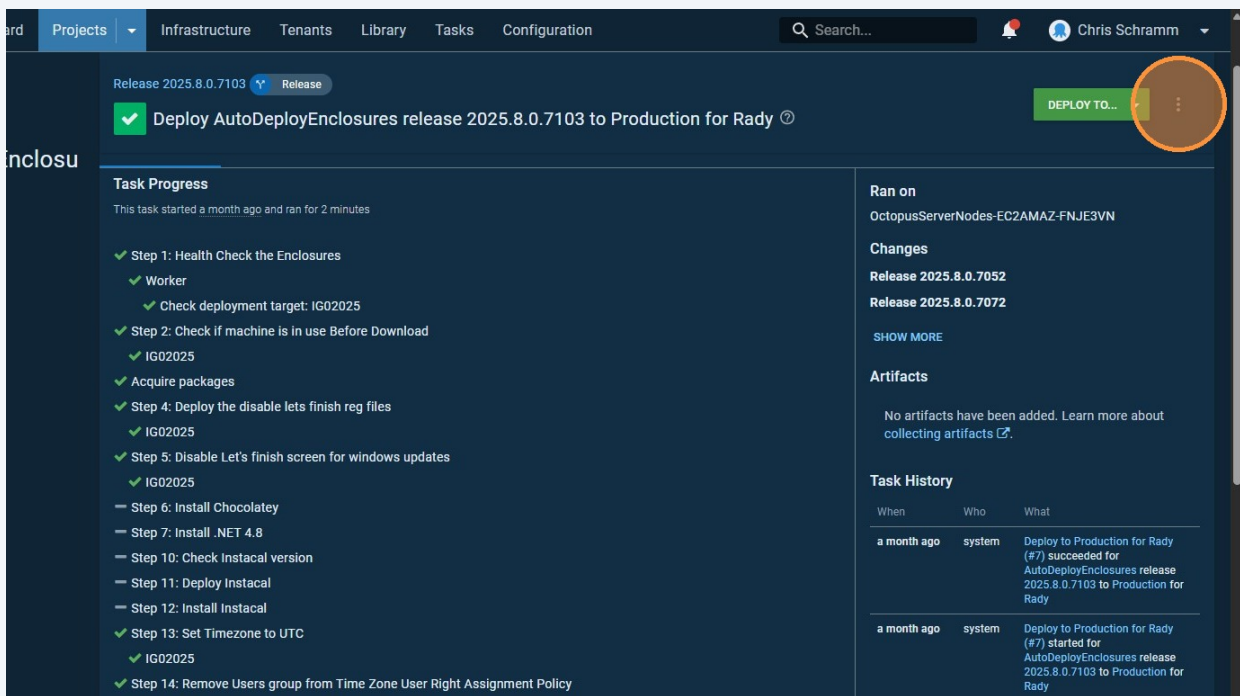 ard Projects Infrastructure Tenants Library Tasks Configuration Search... Chris Schramm
Release 2025.8.0.7103 Release
Deploy AutoDeployEnclosures release 2025.8.0.7103 to Production for Rady
DEPLOY TO...
Enclosu
Task Progress
This task started a month ago and ran for 2 minutes
Step 1: Health Check the Enclosures
Worker
Check deployment target: IG02025
Step 2: Check if machine is in use Before Download
IG02025
Acquire packages
Step 4: Deploy the disable lets finish reg files
IG02025
Step 5: Disable Let's finish screen for windows updates
IG02025
Step 6: Install Chocolatey
Step 7: Install .NET 4.8
Step 10: Check Instacal version
Step 11: Deploy Instacal
Step 12: Install Instacal
Step 13: Set Timezone to UTC
IG02025
Step 14: Remove Users group from Time Zone User Right Assignment Policy
Ran on
OctopusServerNodes-EC2AMAZ-FNJE3VN
Changes
Release 2025.8.0.7052
Release 2025.8.0.7072
SHOW MORE
Artifacts
No artifacts have been added. Learn more about
collecting artifacts.
Task History
When Who What
a month ago system Deploy to Production for Rady
(#7) succeeded for
AutoDeployEnclosures release
2025.8.0.7103 to Production for
Rady
a month ago system Deploy to Production for Rady
(#7) started for
AutoDeployEnclosures release
2025.8.0.7103 to Production for
Rady